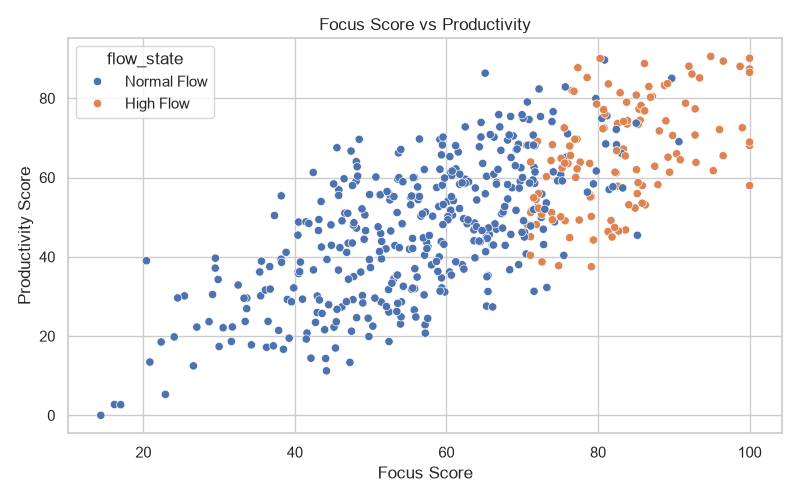 Focus Score vs Productivity
flow_state
Normal Flow
High Flow
Productivity Score
80
60
40
20
0
20 40 60 80 100
Focus Score